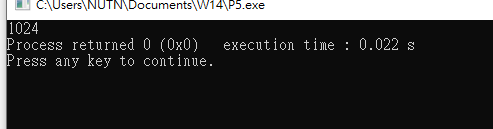 C:\Users\NUTN\Documents\W14\P5.exe
1024
Process returned 0 (0x0)   execution time : 0.022 s
Press any key to continue.